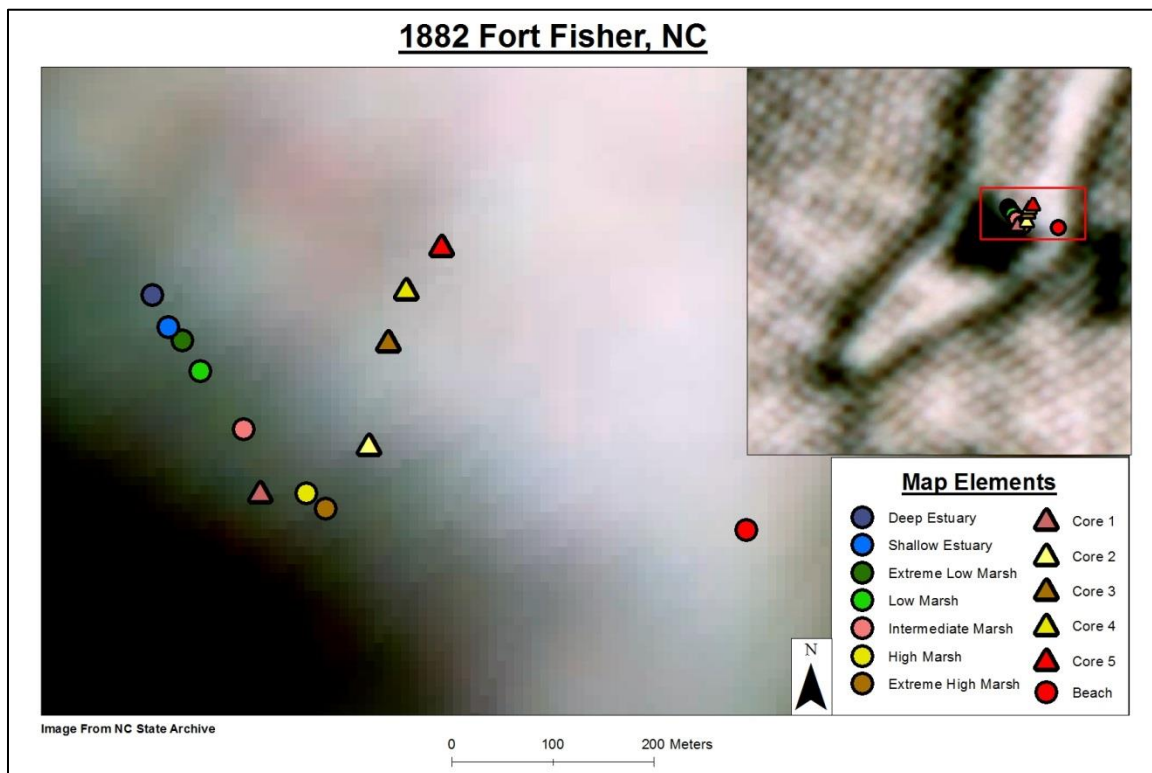 1882 Fort Fisher, NC
Map Elements
Deep Estuary
Shallow Estuary
Extreme Low Marsh
Low Marsh
Intermediate Marsh
High Marsh
Extreme High Marsh
Core 1
Core 2
Core 3
Core 4
Core 5
Beach
N
Image From NC State Archive
0 100 200 Meters